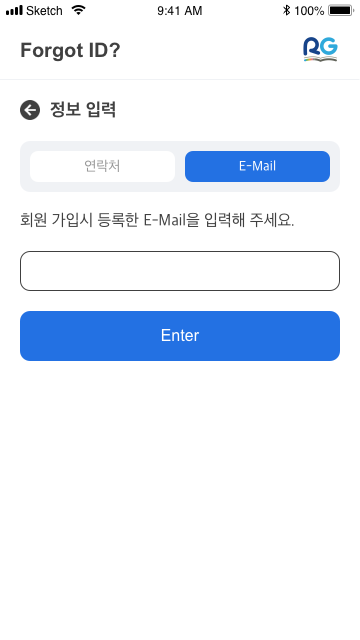 Sketch 9:41 AM 100%
Forgot ID?
RG
정보 입력
연락처 E-Mail
회원 가입시 등록한 E-Mail을 입력해 주세요.
Enter